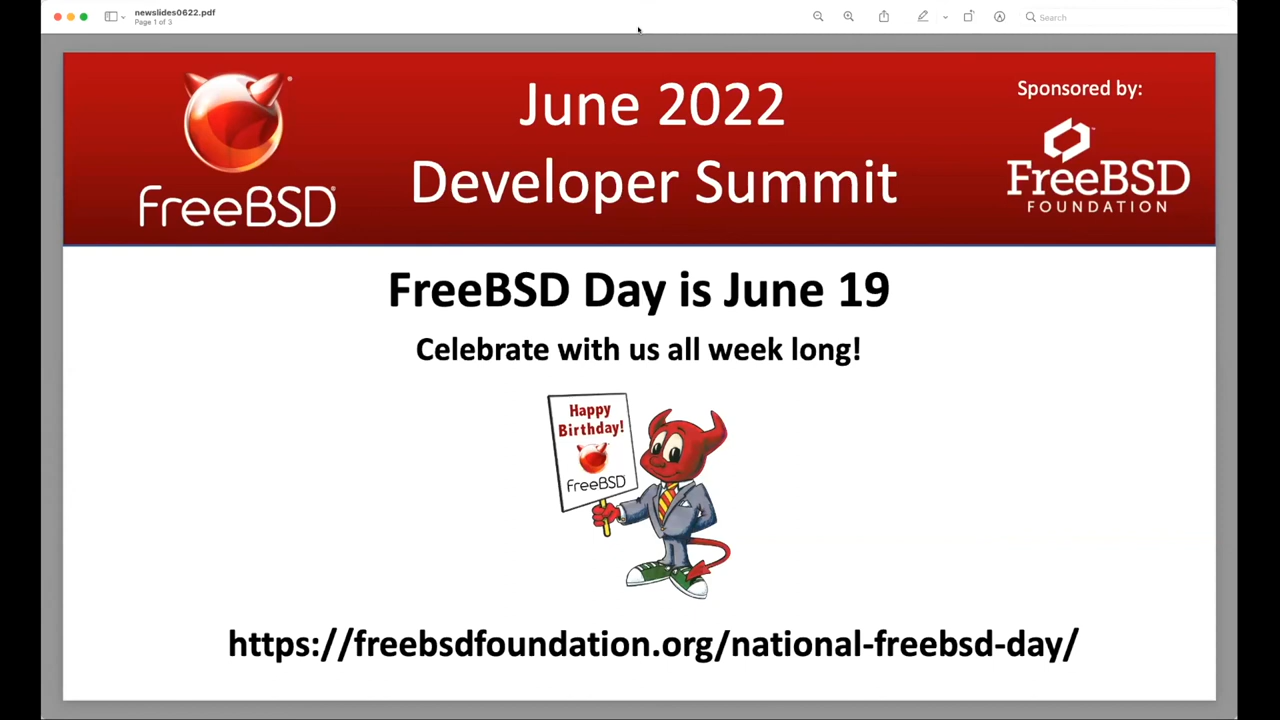 newslides0622.pdf
Page 1 of 3
Search
June 2022
Developer Summit
FreeBSD
Sponsored by:
FreeBSD
FOUNDATION
FreeBSD Day is June 19
Celebrate with us all week long!
Happy
Birthday!
FreeBSD
https://freebsdfoundation.org/national-freebsd-day/